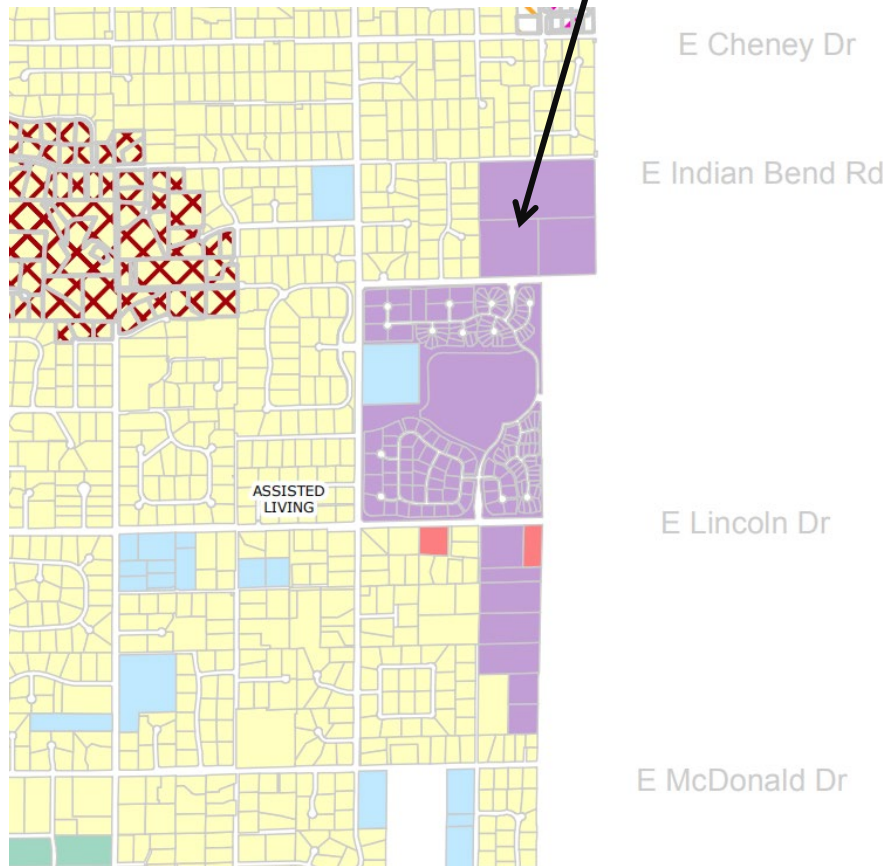 E Cheney Dr
E Indian Bend Rd
ASSISTED
LIVING
E Lincoln Dr
E McDonald Dr